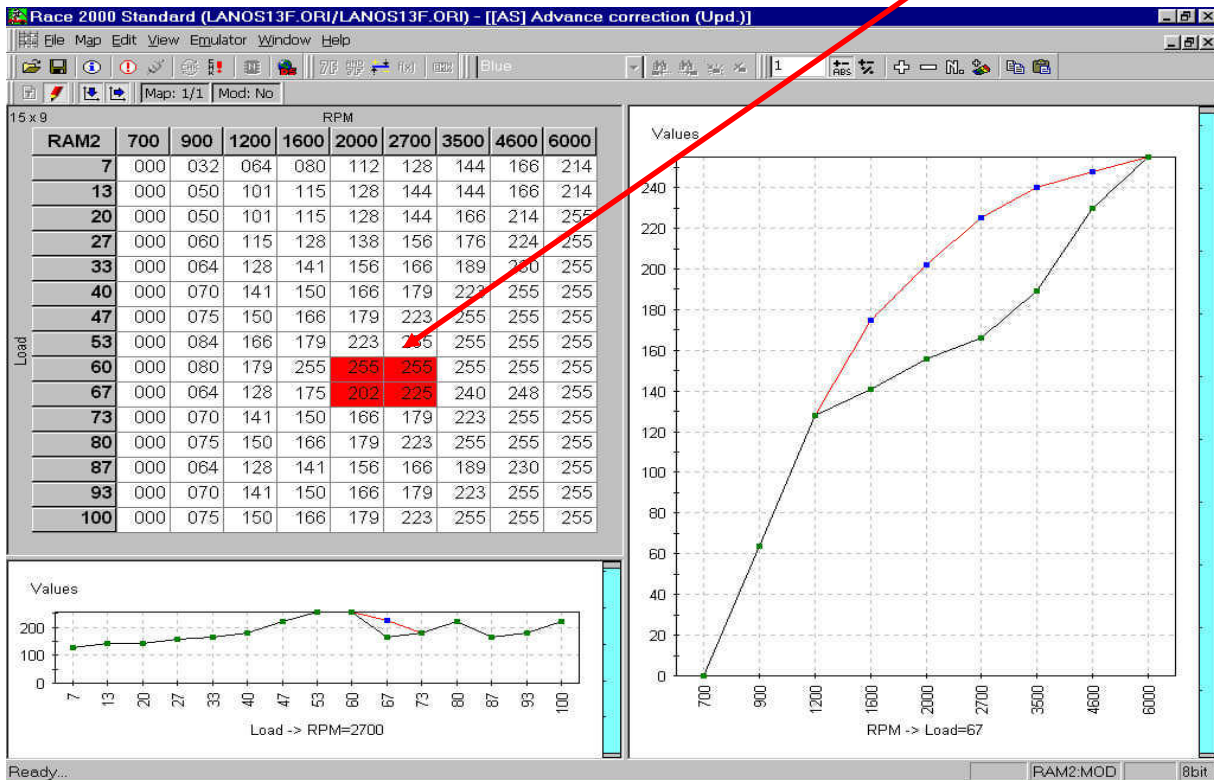 Race 2000 Standard (LANOS13F.ORI/LANOS13F.ORI) - [[AS] Advance correction (Upd.)]
File Map Edit View Emulator Window Help
Blue 1 ABS
Map: 1/1 Mod: No
15 x 9 RPM
RAM2 700 900 1200 1600 2000 2700 3500 4600 6000
7 000 032 064 080 112 128 144 166 214
13 000 050 101 115 128 144 144 166 214
20 000 050 101 115 128 144 166 214 255
27 000 060 115 128 138 156 176 224 255
33 000 064 128 141 156 166 189 230 255
40 000 070 141 150 166 179 223 255 255
47 000 075 150 166 179 223 255 255 255
53 000 084 166 179 223 255 255 255 255
60 000 080 179 255 255 255 255 255 255
67 000 064 128 175 202 225 240 248 255
73 000 070 141 150 166 179 223 255 255
80 000 075 150 166 179 223 255 255 255
87 000 064 128 141 156 166 189 230 255
93 000 070 141 150 166 179 223 255 255
100 000 075 150 166 179 223 255 255 255
Load
Values
200
100
0
7 13 20 27 33 40 47 53 60 67 73 80 87 93 100
Load -> RPM=2700
Values
240
220
200
180
160
140
120
100
80
60
40
20
0
700 900 1200 1600 2000 2700 3500 4600 6000
RPM -> Load=67
Ready... RAM2:MOD 8bit